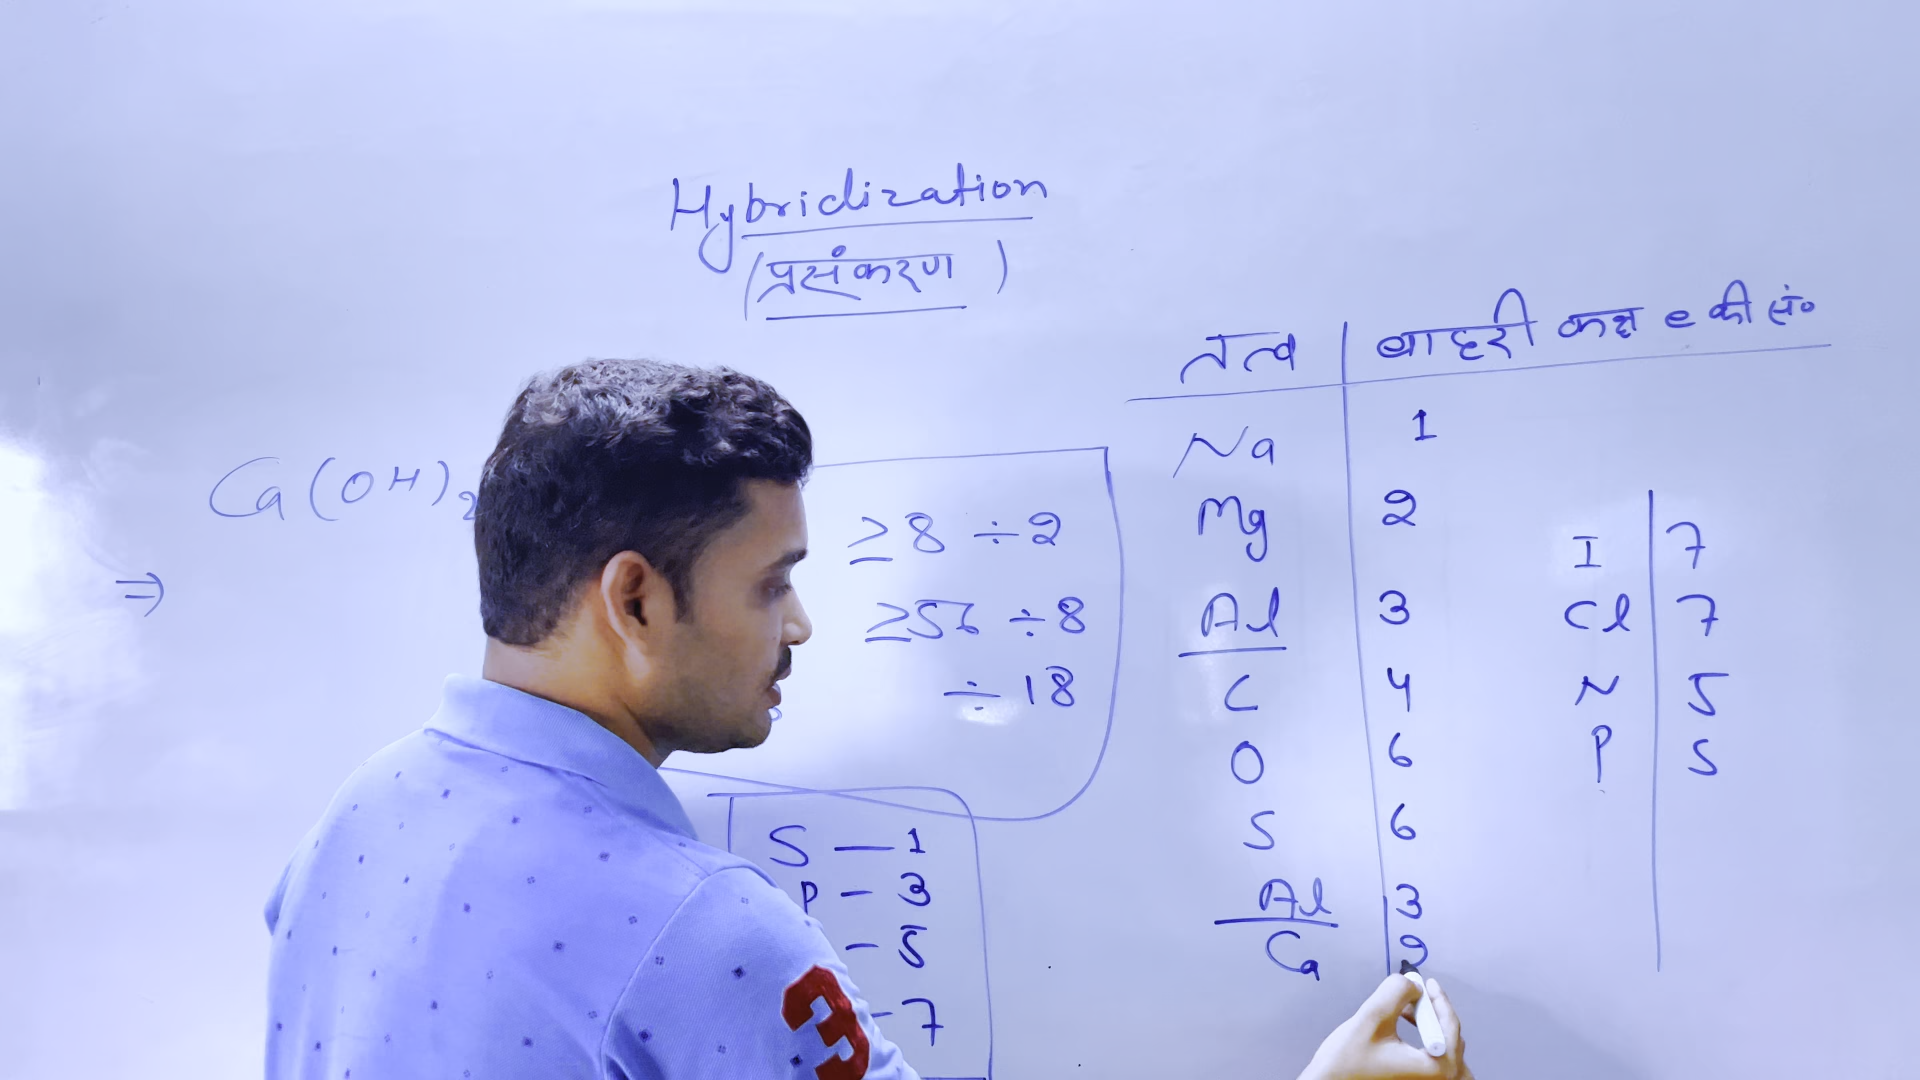 Hybridization
(प्रसंकरण)
Ca(OH)2
⇒
≥8 ÷2
≥56 ÷8
÷18
S — 1
P - 3
- 5
- 7
तत्व | बाहरी कक्ष e की सं०
Na 1
Mg 2
Al 3
C 4
O 6
S 6
Al 3
Ca 2
I 7
Cl 7
N 5
P 5
3